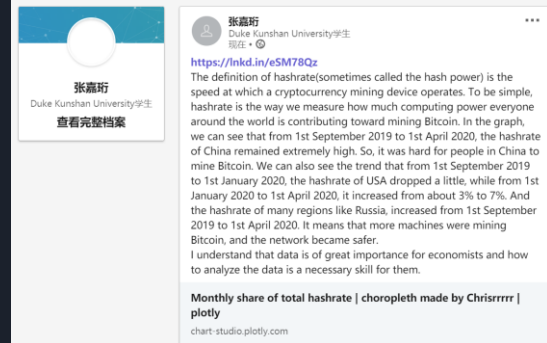 张嘉珩
Duke Kunshan University学生
查看完整档案
张嘉珩
Duke Kunshan University学生
现在 •
https://lnkd.in/eSM78Qz
The definition of hashrate(sometimes called the hash power) is the
speed at which a cryptocurrency mining device operates. To be simple,
hashrate is the way we measure how much computing power everyone
around the world is contributing toward mining Bitcoin. In the graph,
we can see that from 1st September 2019 to 1st April 2020, the hashrate
of China remained extremely high. So, it was hard for people in China to
mine Bitcoin. We can also see the trend that from 1st September 2019
to 1st January 2020, the hashrate of USA dropped a little, while from 1st
January 2020 to 1st April 2020, it increased from about 3% to 7%. And
the hashrate of many regions like Russia, increased from 1st September
2019 to 1st April 2020. It means that more machines were mining
Bitcoin, and the network became safer.
I understand that data is of great importance for economists and how
to analyze the data is a necessary skill for them.
Monthly share of total hashrate | choropleth made by Chrisrrrrr |
plotly
chart-studio.plotly.com